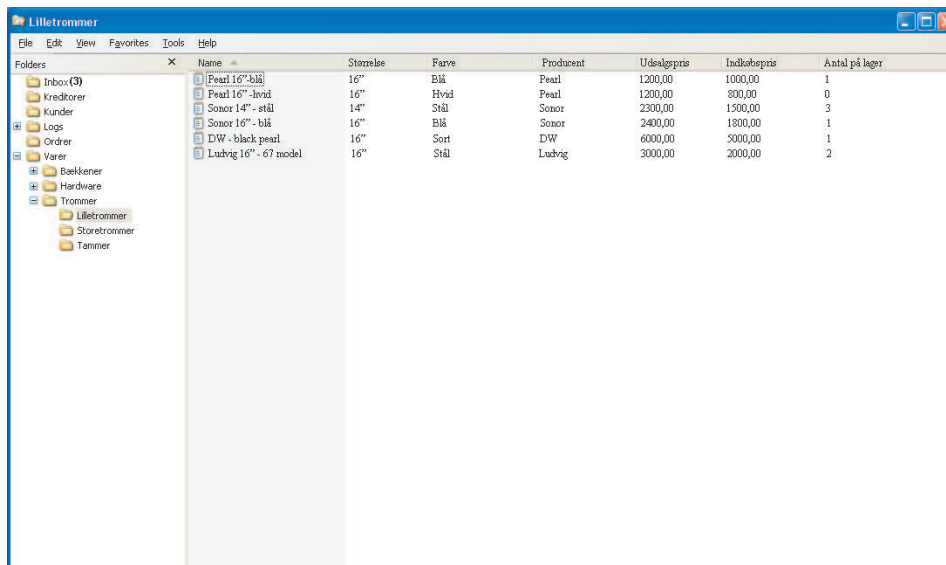 Lilletrommer
File Edit View Favorites Tools Help
Folders × Name Størrelse Farve Producent Udsalgspris Indkøbspris Antal på lager
Inbox (3)
Kreditorer
Kunder
Logs
Ordrer
Varer
Bækkener
Hardware
Trommer
Lilletrommer
Storetrommer
Tammer
Pearl 16"-blå 16" Blå Pearl 1200,00 1000,00 1
Pearl 16" -hvid 16" Hvid Pearl 1200,00 800,00 0
Sonor 14" - stål 14" Stål Sonor 2300,00 1500,00 3
Sonor 16" - blå 16" Blå Sonor 2400,00 1800,00 1
DW - black pearl 16" Sort DW 6000,00 5000,00 1
Ludvig 16" - 67 model 16" Stål Ludvig 3000,00 2000,00 2